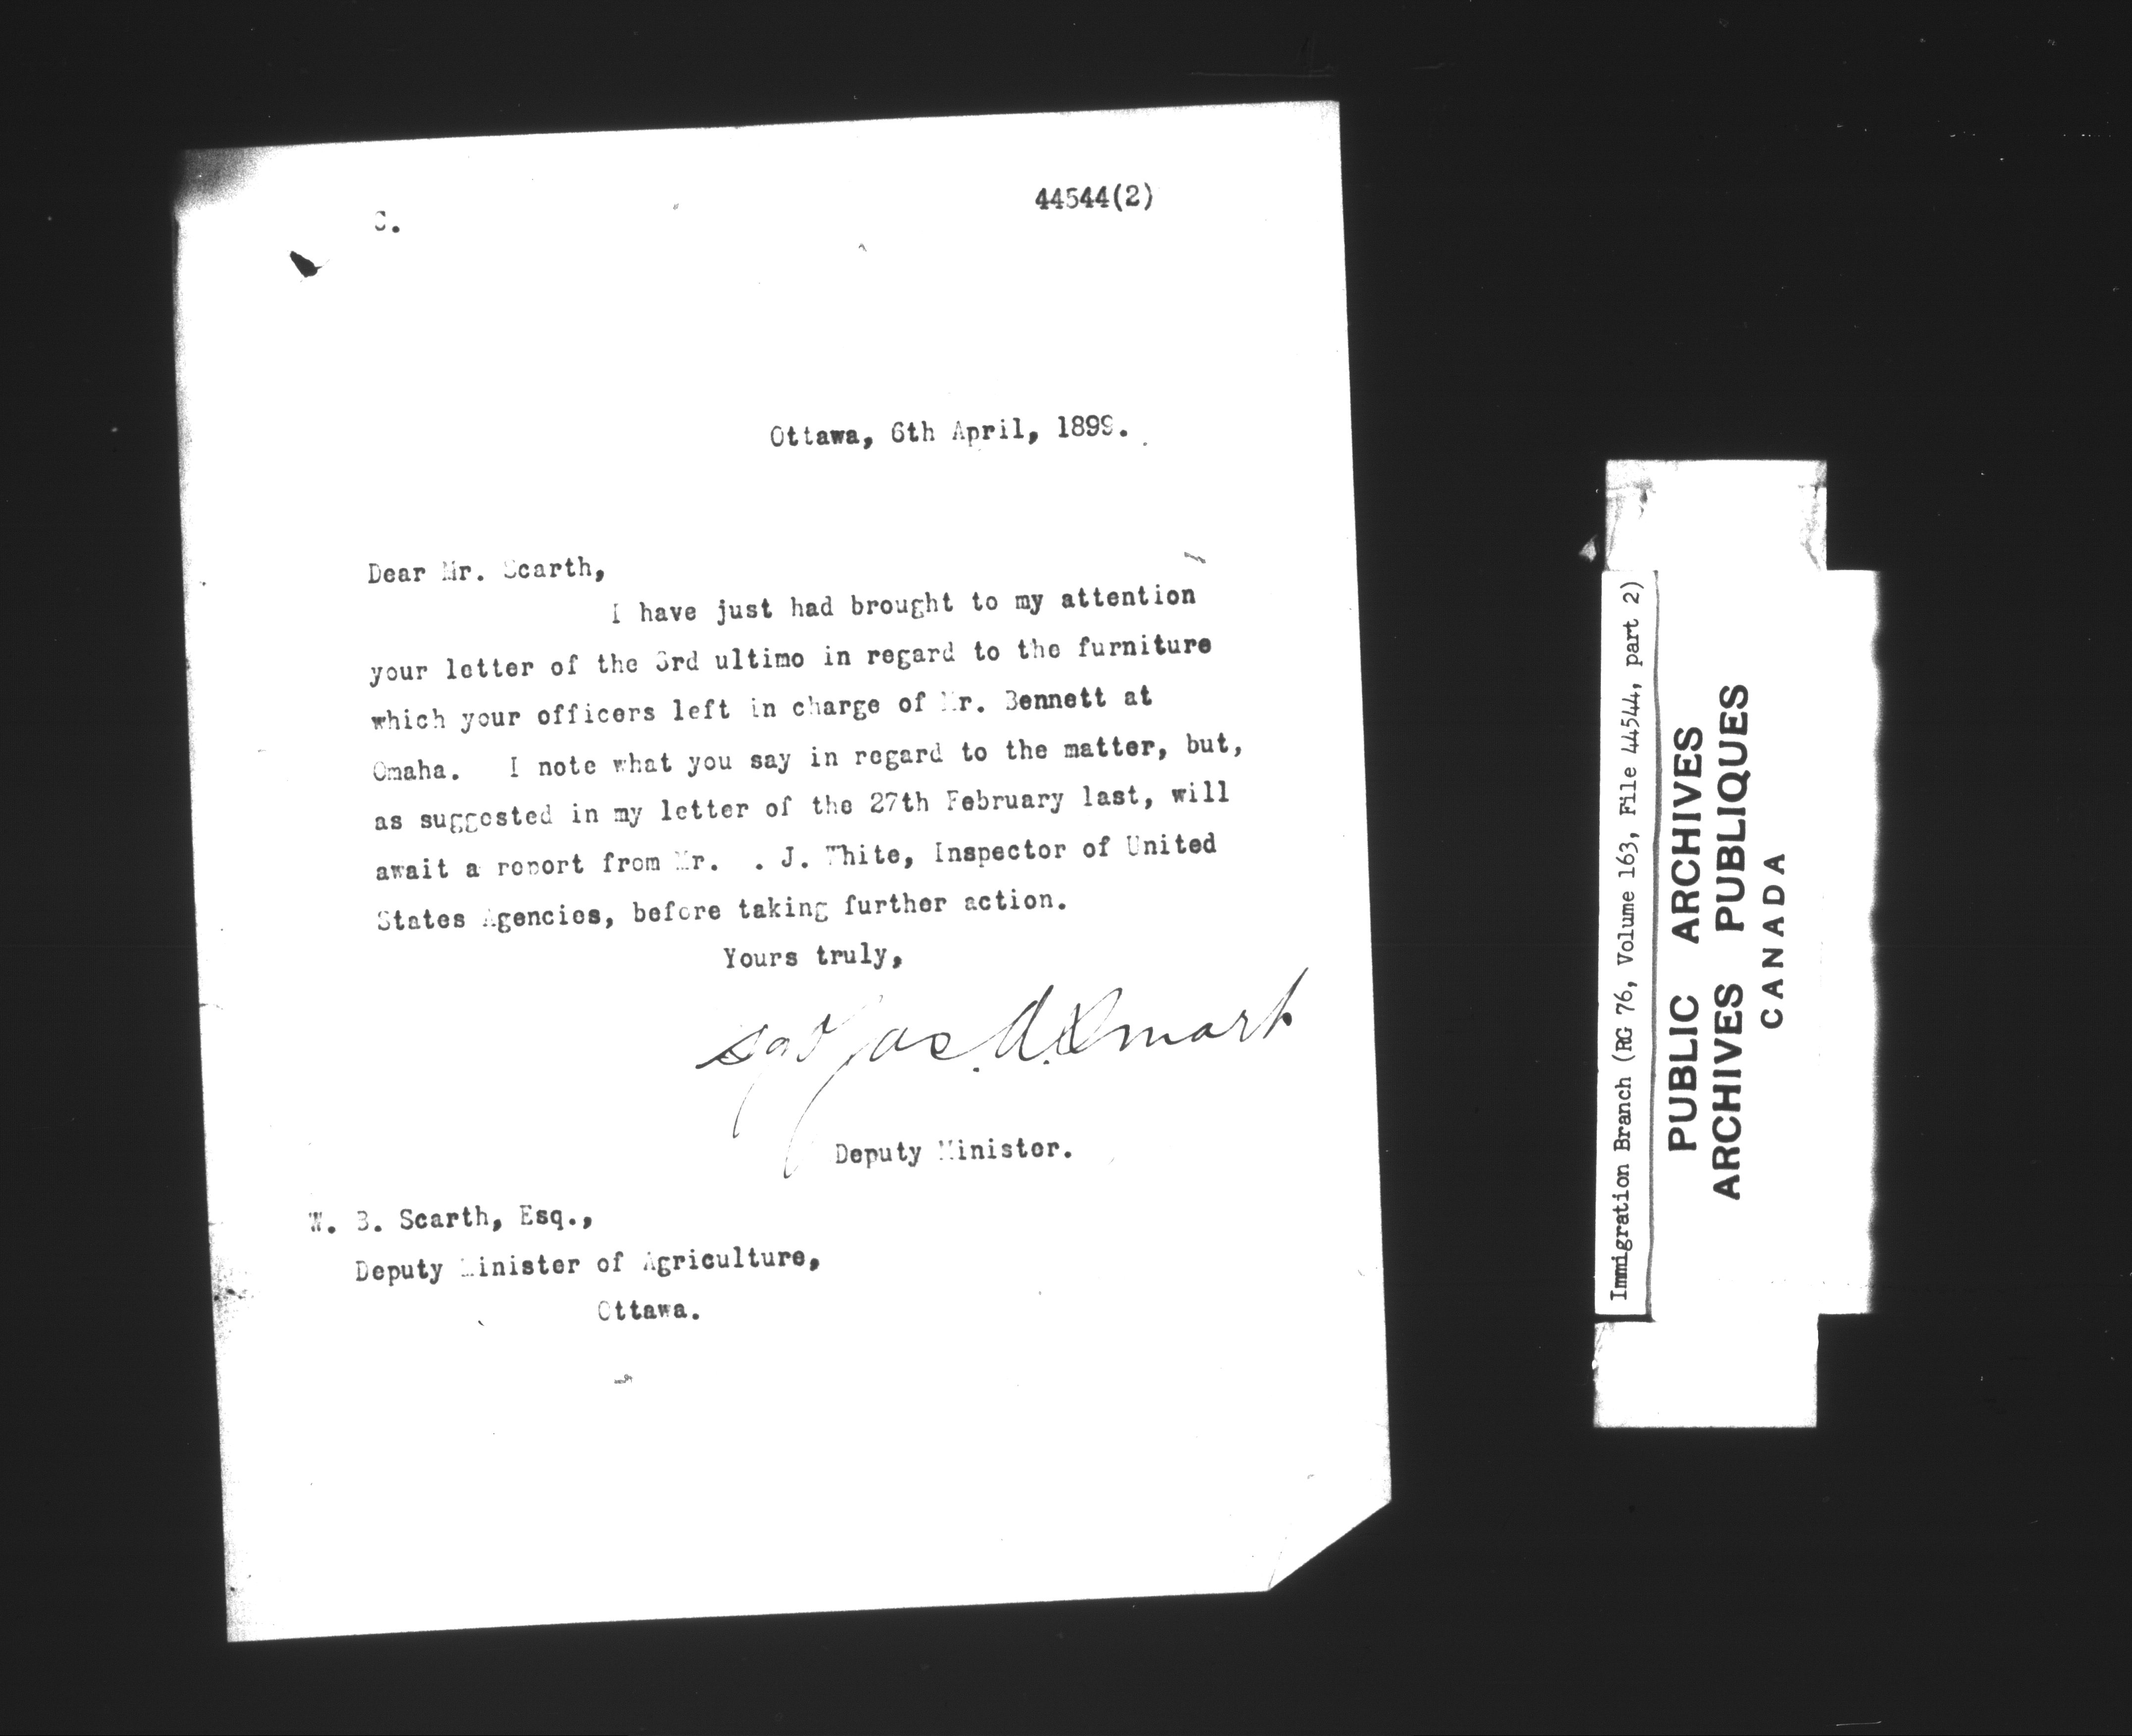 44544(2)
C.
Ottawa, 6th April, 1899.
Dear Mr. Scarth,
I have just had brought to my attention
your letter of the 3rd ultimo in regard to the furniture
which your officers left in charge of Mr. Bennett at
Omaha. I note what you say in regard to the matter, but,
as suggested in my letter of the 27th February last, will
await a report from Mr. . J. White, Inspector of United
States Agencies, before taking further action.
Yours truly,
Sgd Jas. A. Smart
Deputy Minister.
W. B. Scarth, Esq.,
Deputy Minister of Agriculture,
Ottawa.
Immigration Branch (RG 76, Volume 163, File 44544, part 2)
PUBLIC ARCHIVES
ARCHIVES PUBLIQUES
CANADA